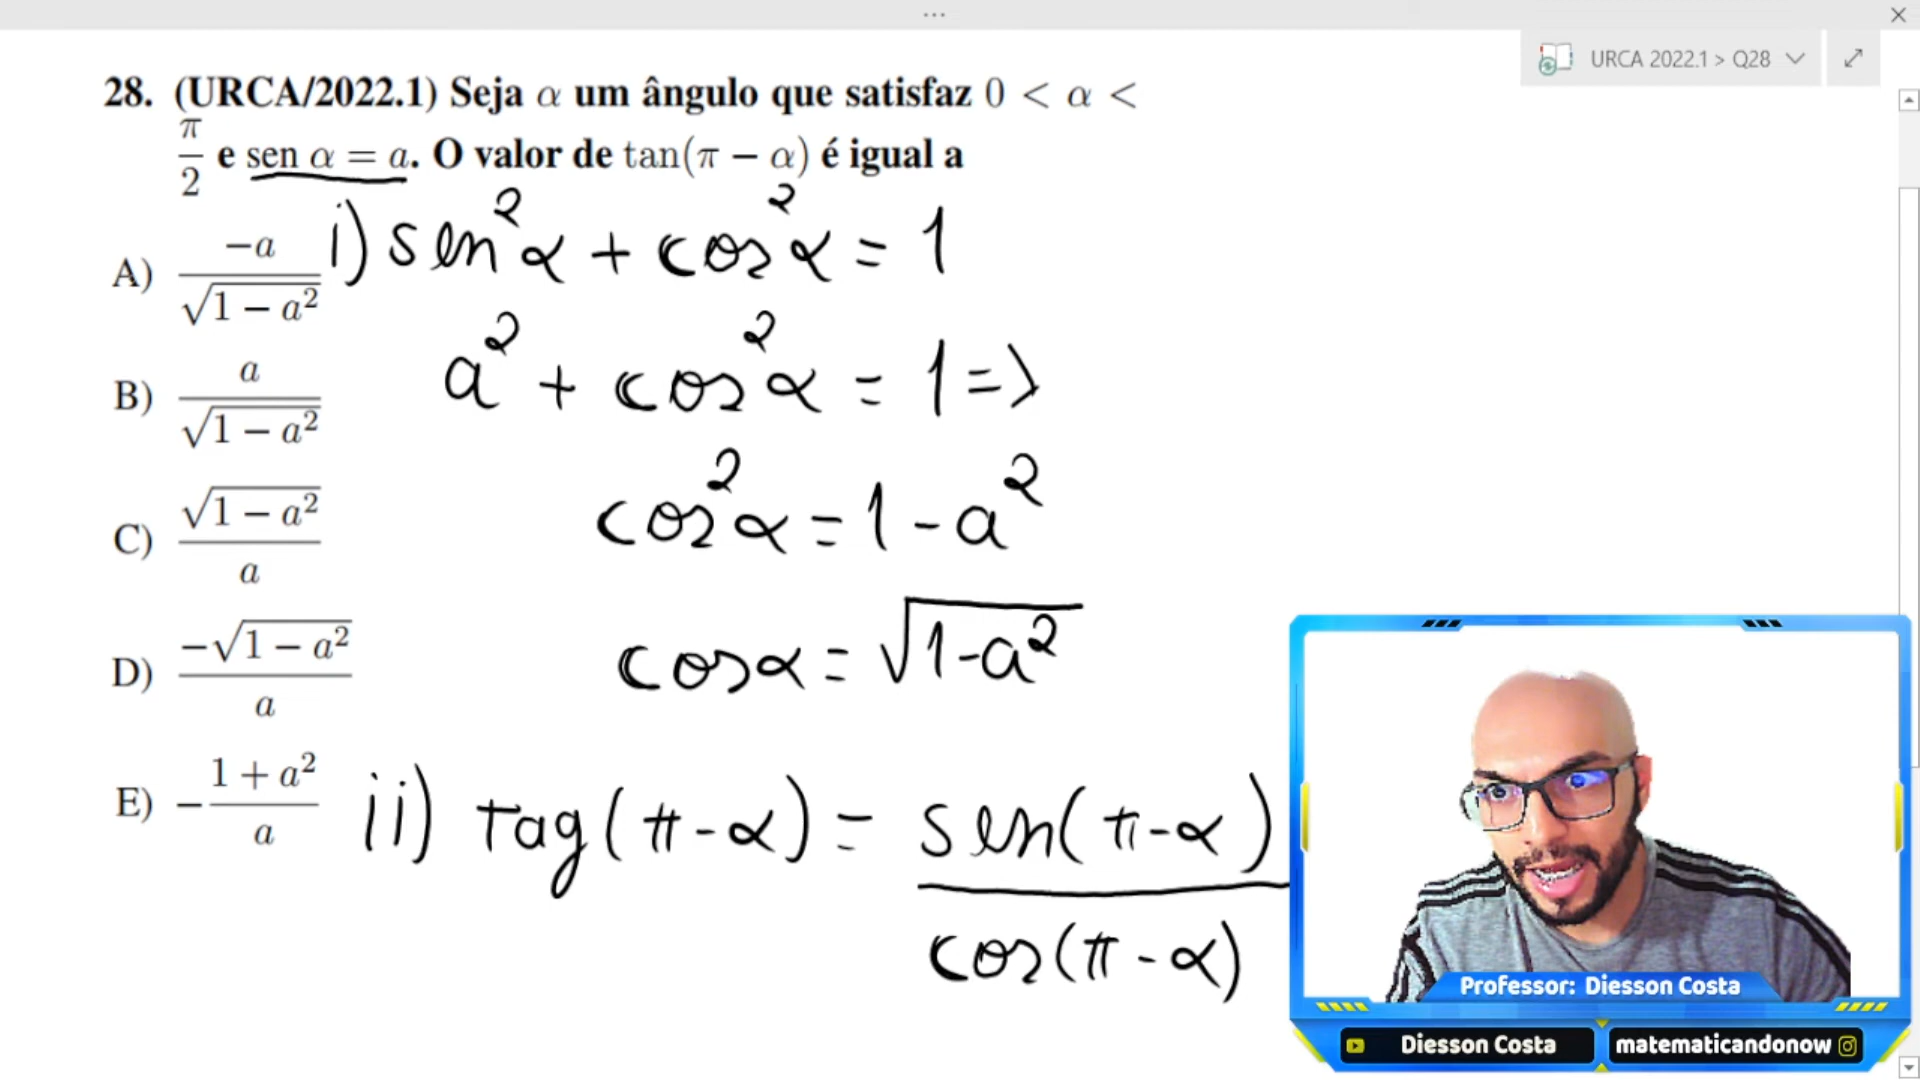 URCA 2022.1 > Q28
28. (URCA/2022.1) Seja α um ângulo que satisfaz 0 < α <
π/2 e sen α = a. O valor de tan(π − α) é igual a
A) −a/√(1 − a²)
B) a/√(1 − a²)
C) √(1 − a²)/a
D) −√(1 − a²)/a
E) −(1 + a²)/a
i) sen²α + cos²α = 1
a² + cos²α = 1 =>
cos²α = 1 - a²
cosα = √(1-a²)
ii) tag(π-α) = sen(π-α)/cos(π-α)
Professor: Diesson Costa
Diesson Costa
matematicandonow